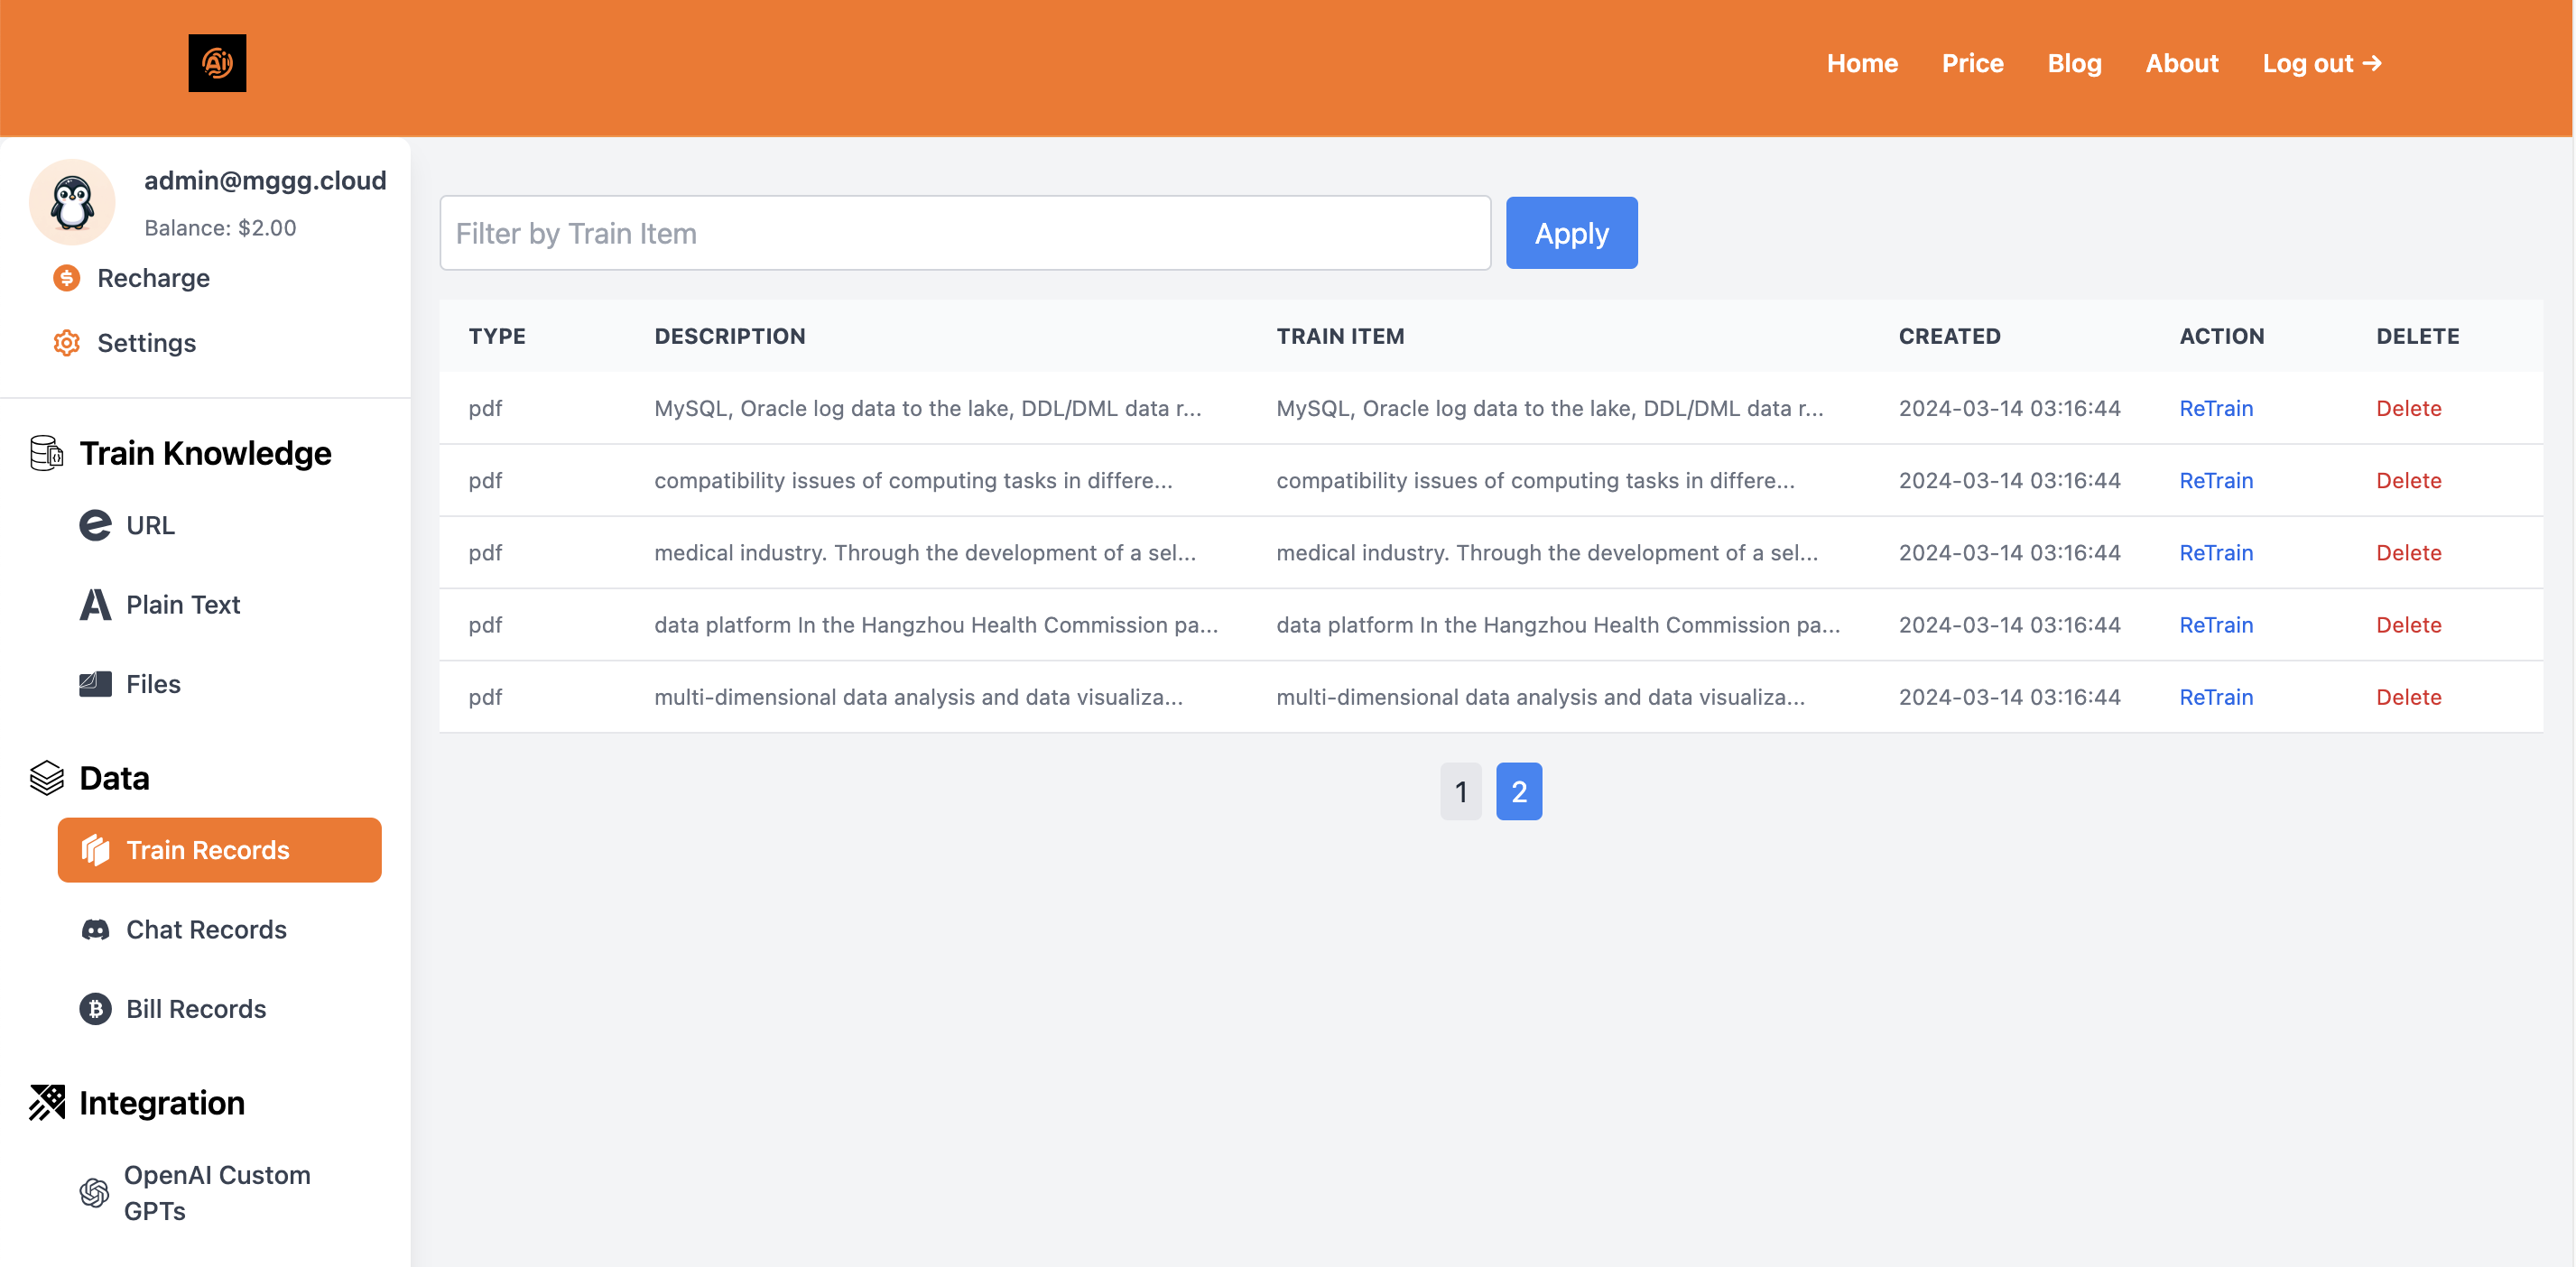 Ai
Home Price Blog About Log out →
admin@mggg.cloud
Balance: $2.00
Recharge
Settings
Train Knowledge
URL
Plain Text
Files
Data
Train Records
Chat Records
Bill Records
Integration
OpenAI Custom
GPTs
Filter by Train Item Apply
TYPE DESCRIPTION TRAIN ITEM CREATED ACTION DELETE
pdf MySQL, Oracle log data to the lake, DDL/DML data r... MySQL, Oracle log data to the lake, DDL/DML data r... 2024-03-14 03:16:44 ReTrain Delete
pdf compatibility issues of computing tasks in differe... compatibility issues of computing tasks in differe... 2024-03-14 03:16:44 ReTrain Delete
pdf medical industry. Through the development of a sel... medical industry. Through the development of a sel... 2024-03-14 03:16:44 ReTrain Delete
pdf data platform In the Hangzhou Health Commission pa... data platform In the Hangzhou Health Commission pa... 2024-03-14 03:16:44 ReTrain Delete
pdf multi-dimensional data analysis and data visualiza... multi-dimensional data analysis and data visualiza... 2024-03-14 03:16:44 ReTrain Delete
1 2